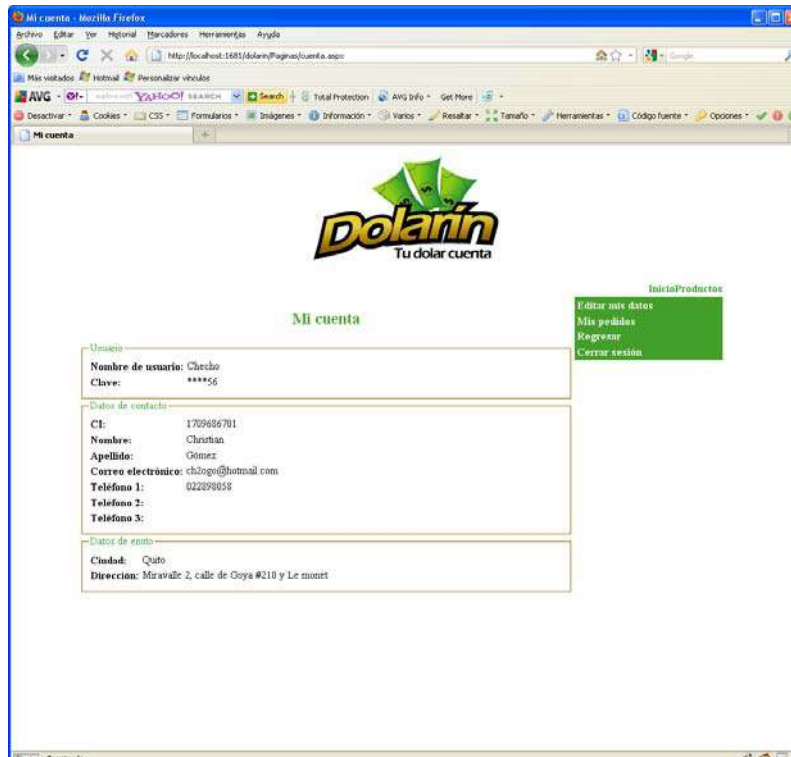 Mi cuenta - Mozilla Firefox
Archivo Editar Ver Historial Marcadores Herramientas Ayuda
http://localhost:1681/dolarin/Paginas/cuenta.aspx Google
Más visitados Hotmail Personalizar vínculos
AVG YAHOO! SEARCH Search Total Protection AVG Info Get More
Desactivar Cookies CSS Formularios Imágenes Información Varios Resaltar Tamaño Herramientas Código fuente Opciones
Mi cuenta
Dolarín
Tu dolar cuenta
InicioProductos
Editar mis datos
Mis pedidos
Regresar
Cerrar sesión
Mi cuenta
Usuario
Nombre de usuario: Checho
Clave: ****56
Datos de contacto
CI: 1709686701
Nombre: Christian
Apellido: Gómez
Correo electrónico: ch2ogo@hotmail.com
Teléfono 1: 022898058
Teléfono 2:
Teléfono 3:
Datos de envío
Ciudad: Quito
Dirección: Miravalle 2, calle de Goya #210 y Le monet